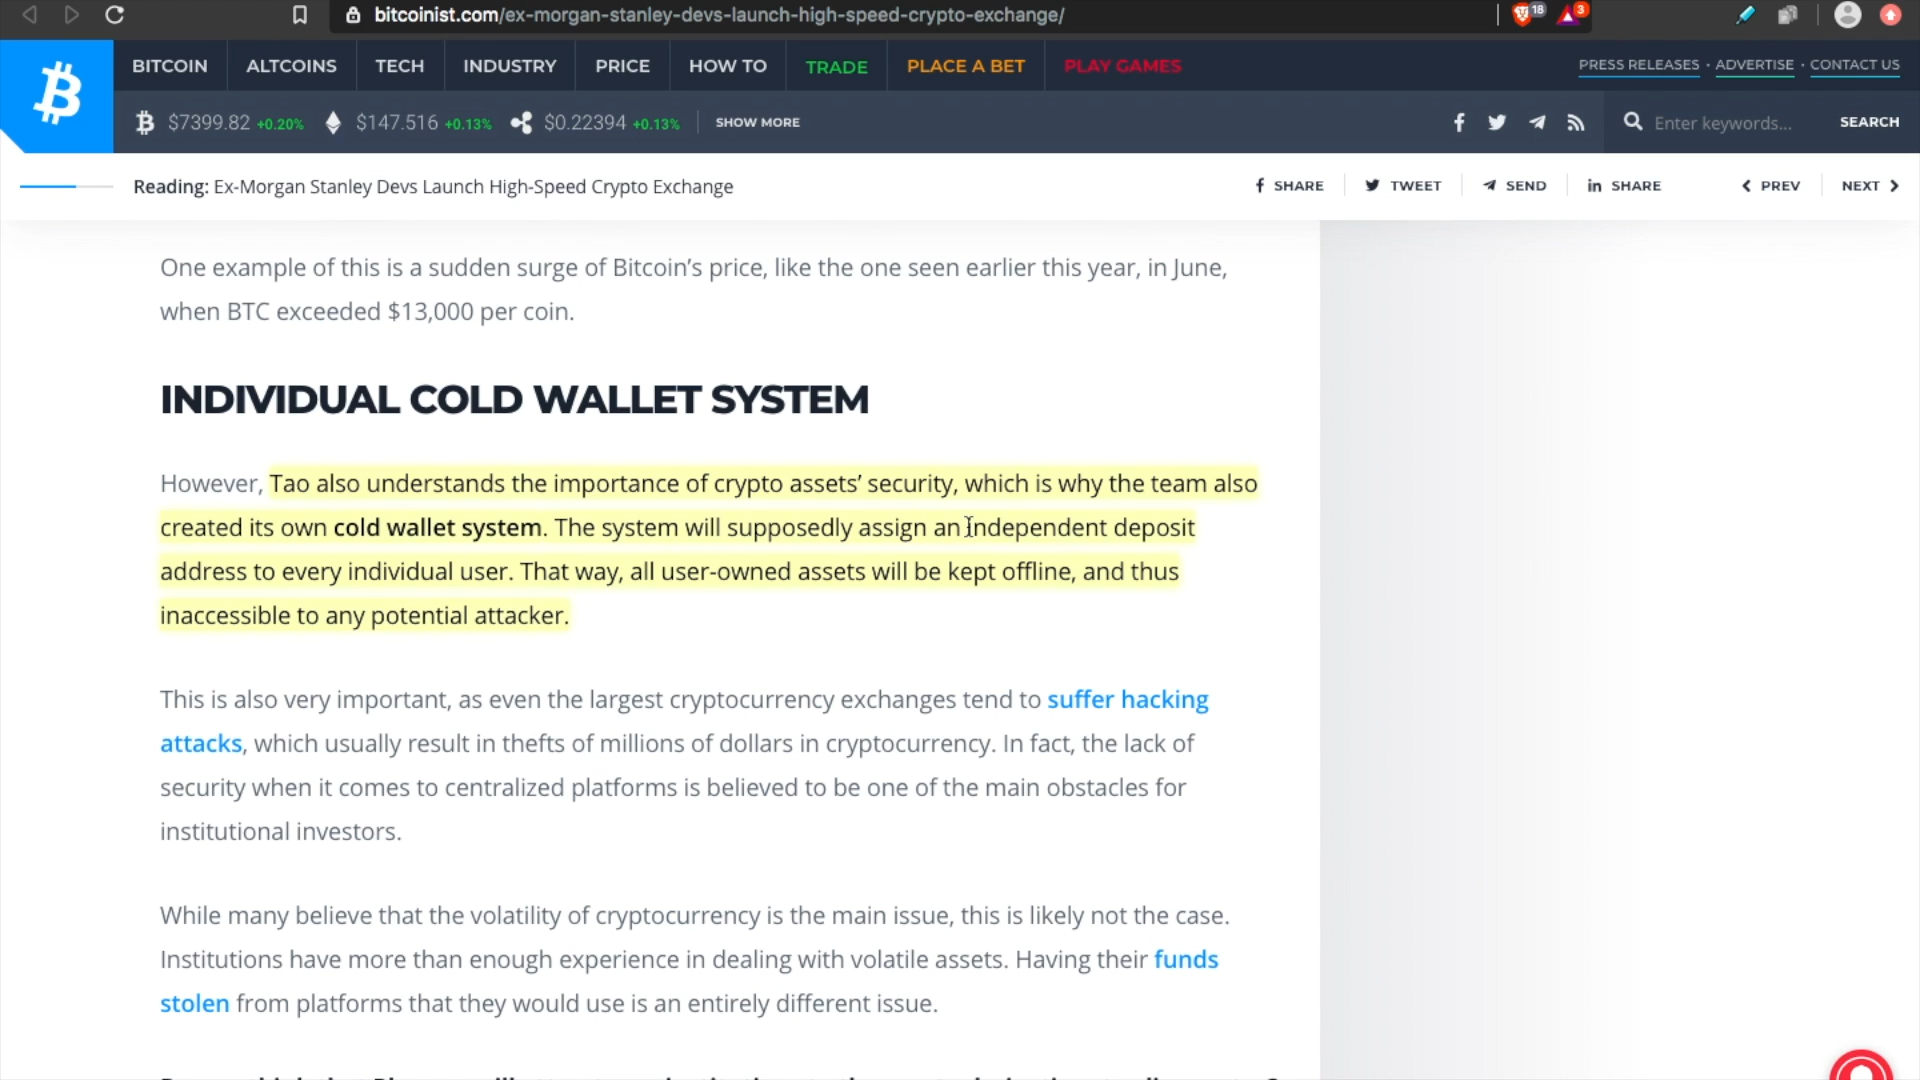 bitcoinist.com/ex-morgan-stanley-devs-launch-high-speed-crypto-exchange/
18
3
BITCOIN ALTCOINS TECH INDUSTRY PRICE HOW TO TRADE PLACE A BET PLAY GAMES
PRESS RELEASES · ADVERTISE · CONTACT US
$7399.82 +0.20% $147.516 +0.13% $0.22394 +0.13% SHOW MORE
Enter keywords... SEARCH
Reading: Ex-Morgan Stanley Devs Launch High-Speed Crypto Exchange
SHARE TWEET SEND SHARE PREV NEXT
One example of this is a sudden surge of Bitcoin’s price, like the one seen earlier this year, in June,
when BTC exceeded $13,000 per coin.
INDIVIDUAL COLD WALLET SYSTEM
However, Tao also understands the importance of crypto assets’ security, which is why the team also
created its own cold wallet system. The system will supposedly assign an independent deposit
address to every individual user. That way, all user-owned assets will be kept offline, and thus
inaccessible to any potential attacker.
This is also very important, as even the largest cryptocurrency exchanges tend to suffer hacking
attacks, which usually result in thefts of millions of dollars in cryptocurrency. In fact, the lack of
security when it comes to centralized platforms is believed to be one of the main obstacles for
institutional investors.
While many believe that the volatility of cryptocurrency is the main issue, this is likely not the case.
Institutions have more than enough experience in dealing with volatile assets. Having their funds
stolen from platforms that they would use is an entirely different issue.